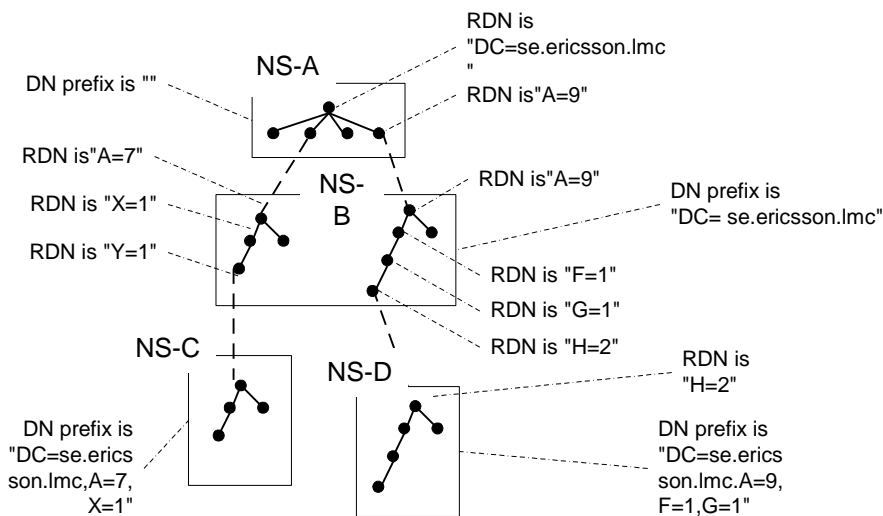 RDN is
"DC=se.ericsson.lmc
"
NS-A
DN prefix is ""
RDN is"A=9"
RDN is"A=7"
NS-
B
RDN is"A=9"
DN prefix is
"DC= se.ericsson.lmc"
RDN is "X=1"
RDN is "Y=1"
RDN is "F=1"
RDN is "G=1"
RDN is "H=2"
NS-C
NS-D
RDN is
"H=2"
DN prefix is
"DC=se.erics
son.lmc,A=7,
X=1"
DN prefix is
"DC=se.erics
son.lmc.A=9,
F=1,G=1"